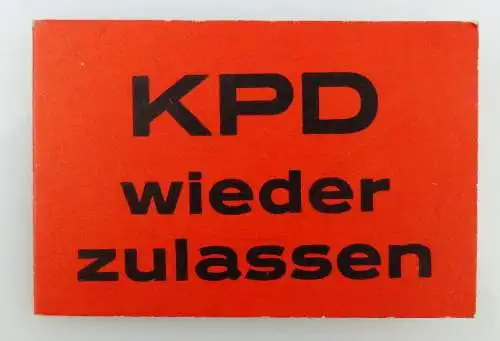 KPD
wieder
zulassen